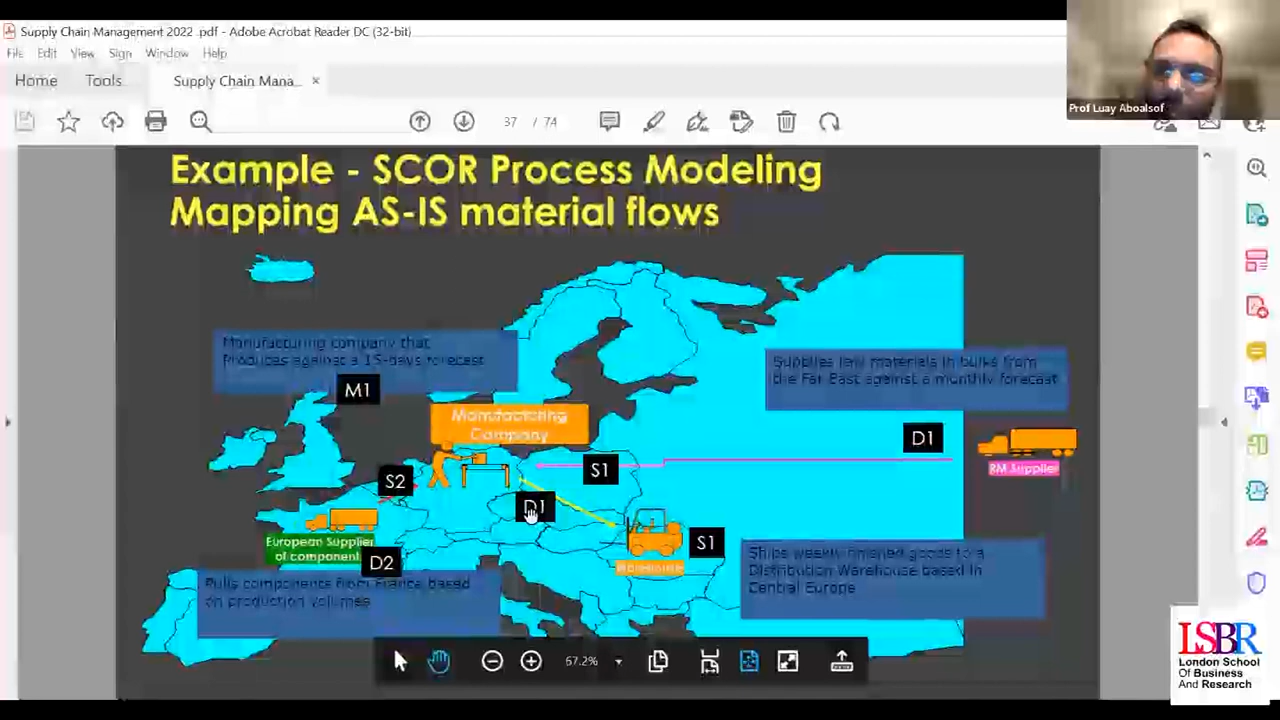 Supply Chain Management 2022 .pdf - Adobe Acrobat Reader DC (32-bit)
File Edit View Sign Window Help
Home Tools Supply Chain Mana... ×
37 / 74
Prof Luay Aboalsof
Example - SCOR Process Modeling
Mapping AS-IS material flows
Manufacturing company that
Produces against a 15-days forecast
M1
Supplies raw materials in bulks from
the Far East against a monthly forecast
Manufacturing
Company
D1
RM Supplier
S1
S2
D1
European Supplier
of component
D2
S1
Warehouse
Pulls components from France based
on production volumes
Ships weekly finished goods to a
Distribution Warehouse based in
Central Europe
67.2%
LSBR
London School
Of Business
And Research